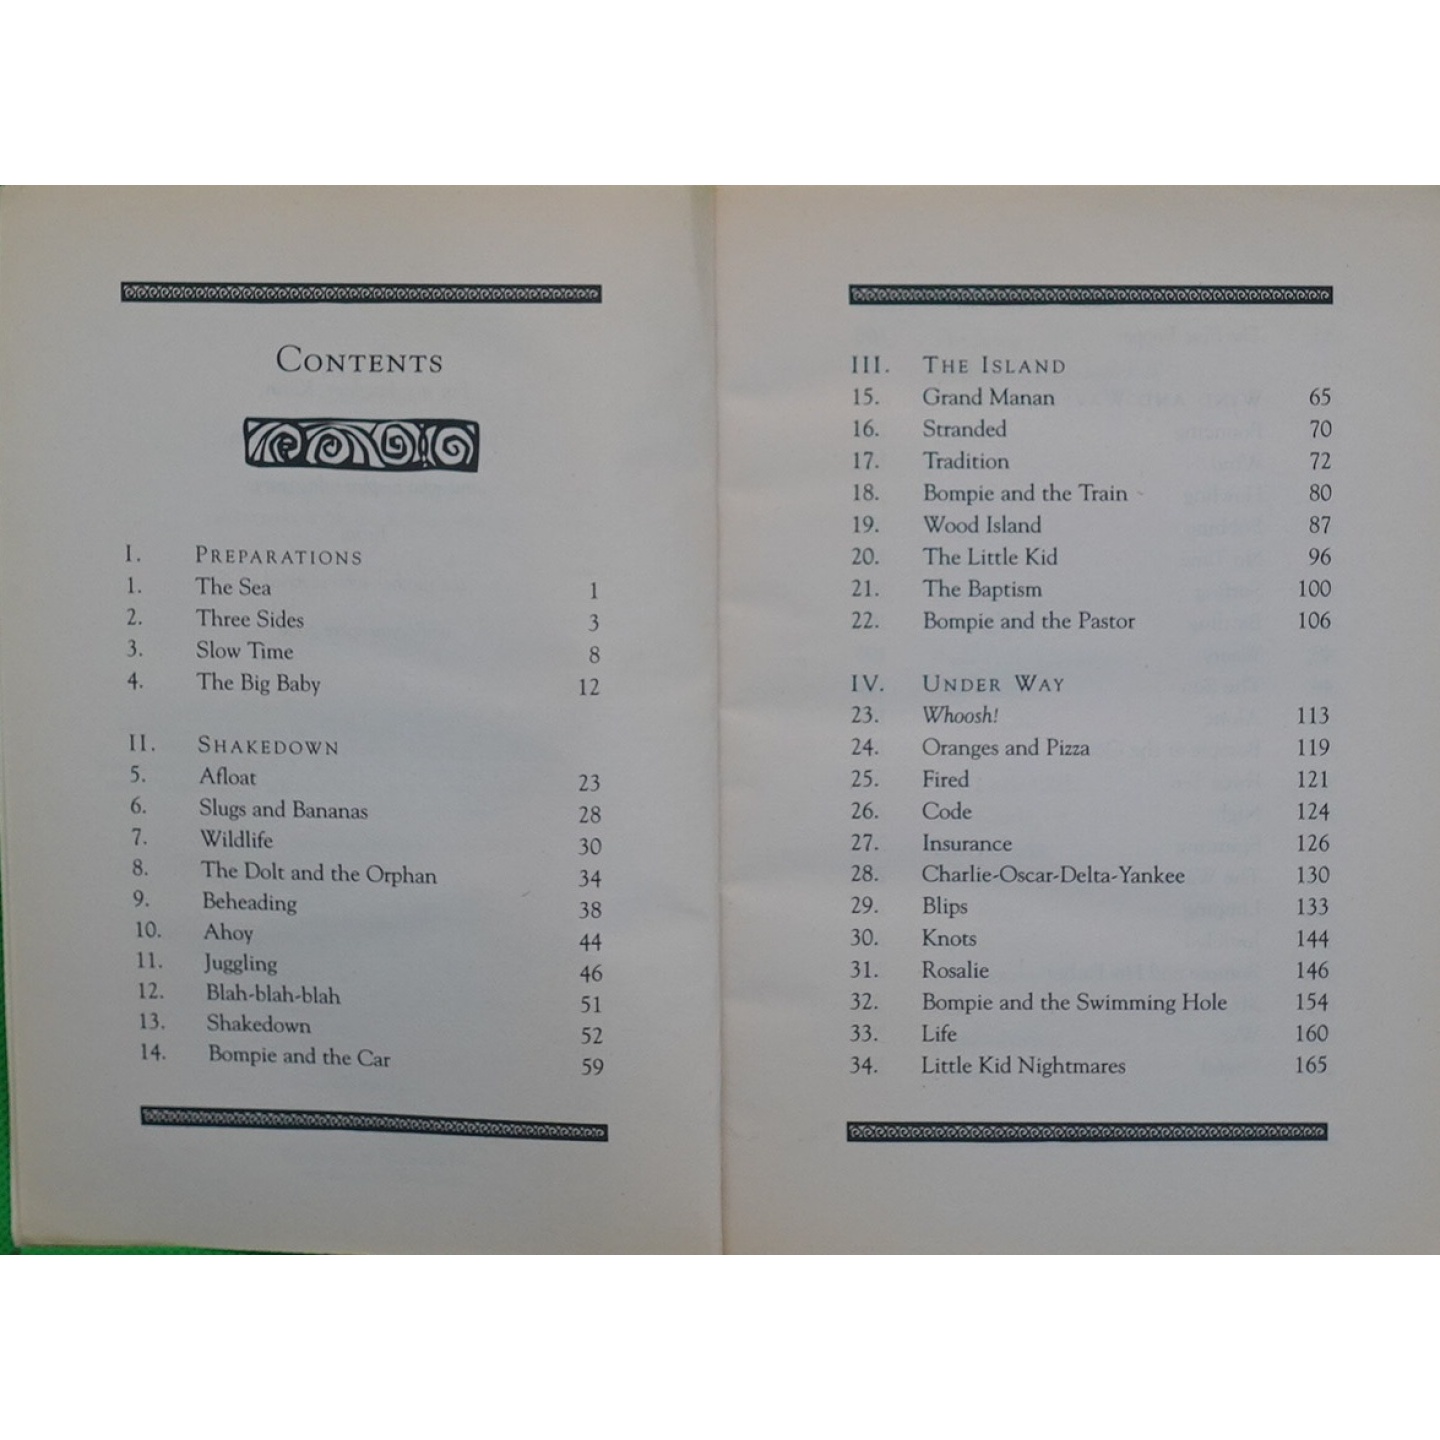 CONTENTS
I. PREPARATIONS
1. The Sea 1
2. Three Sides 3
3. Slow Time 8
4. The Big Baby 12
II. SHAKEDOWN
5. Afloat 23
6. Slugs and Bananas 28
7. Wildlife 30
8. The Dolt and the Orphan 34
9. Beheading 38
10. Ahoy 44
11. Juggling 46
12. Blah-blah-blah 51
13. Shakedown 52
14. Bompie and the Car 59
III. THE ISLAND
15. Grand Manan 65
16. Stranded 70
17. Tradition 72
18. Bompie and the Train 80
19. Wood Island 87
20. The Little Kid 96
21. The Baptism 100
22. Bompie and the Pastor 106
IV. UNDER WAY
23. Whoosh! 113
24. Oranges and Pizza 119
25. Fired 121
26. Code 124
27. Insurance 126
28. Charlie-Oscar-Delta-Yankee 130
29. Blips 133
30. Knots 144
31. Rosalie 146
32. Bompie and the Swimming Hole 154
33. Life 160
34. Little Kid Nightmares 165